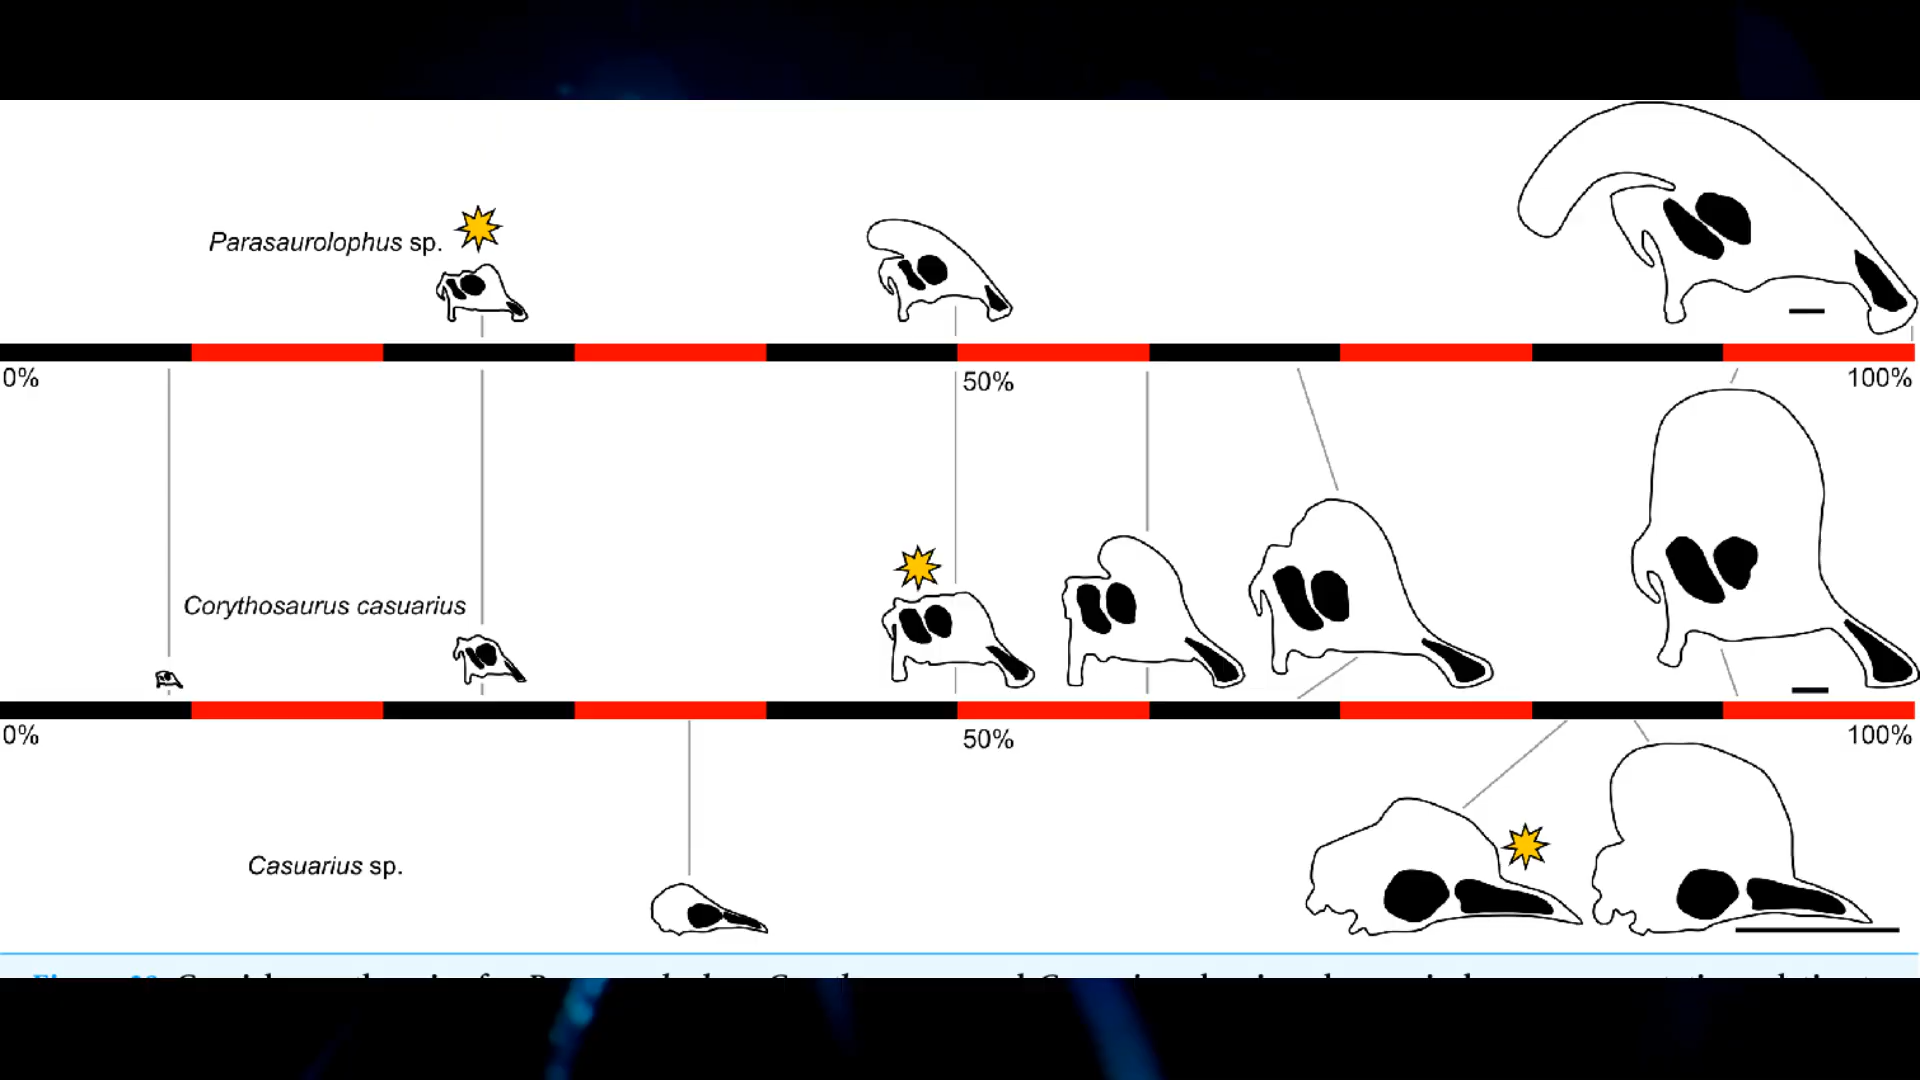 Parasaurolophus sp.
0%
50%
100%
Corythosaurus casuarius
0%
50%
100%
Casuarius sp.